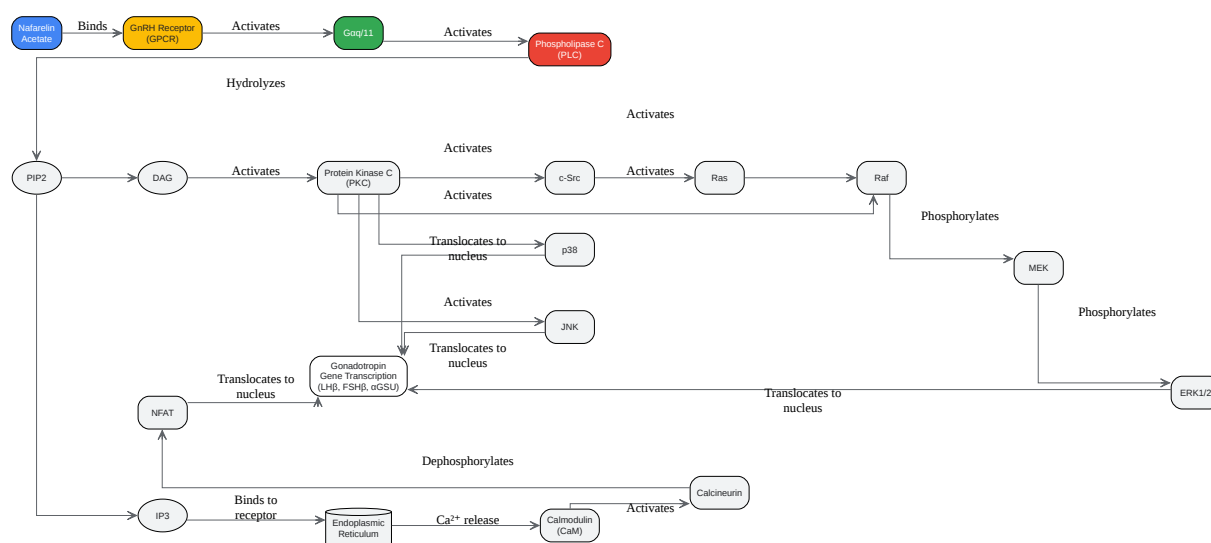 Nafarelin
Acetate
Binds
GnRH Receptor
(GPCR)
Activates
Gαq/11
Activates
Phospholipase C
(PLC)
Hydrolyzes
Activates
Activates
PIP2
DAG
Activates
Protein Kinase C
(PKC)
c-Src
Activates
Ras
Raf
Activates
Phosphorylates
Translocates to
nucleus
p38
MEK
Activates
Phosphorylates
JNK
Translocates to
nucleus
Gonadotropin
Gene Transcription
(LHβ, FSHβ, αGSU)
Translocates to
nucleus
Translocates to
nucleus
ERK1/2
NFAT
Dephosphorylates
Calcineurin
IP3
Binds to
receptor
Endoplasmic
Reticulum
Ca²⁺ release
Calmodulin
(CaM)
Activates